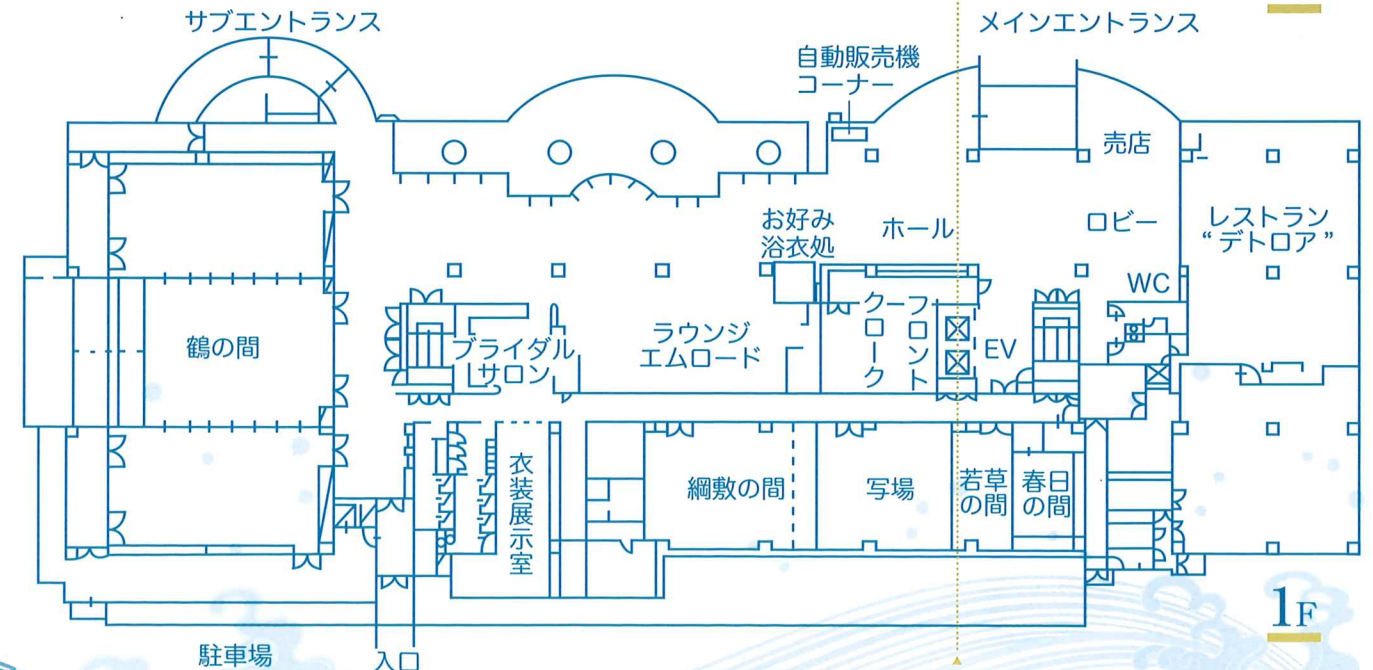 サブエントランス
メインエントランス
自動販売機
コーナー
売店
お好み
浴衣処
ホール
ロビー
レストラン
“デトロア”
WC
鶴の間
ブライダル
サロン
ラウンジ
エムロード
クローク
フロント
EV
衣装展示室
綱敷の間
写場
若草
の間
春日
の間
1F
駐車場
入口